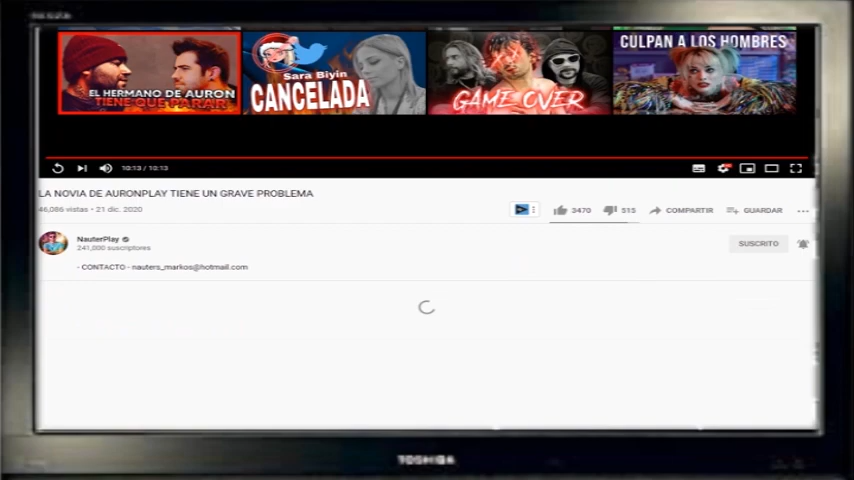 EL HERMANO DE AURON
TIENE QUE PARAR
Sara Biyin
CANCELADA
GAME OVER
CULPAN A LOS HOMBRES
10:13 / 10:13
LA NOVIA DE AURONPLAY TIENE UN GRAVE PROBLEMA
46,086 vistas • 21 dic. 2020
3470
515
COMPARTIR
GUARDAR
NauterPlay
241,000 suscriptores
SUSCRITO
- CONTACTO - nauters_markos@hotmail.com
TOSHIBA